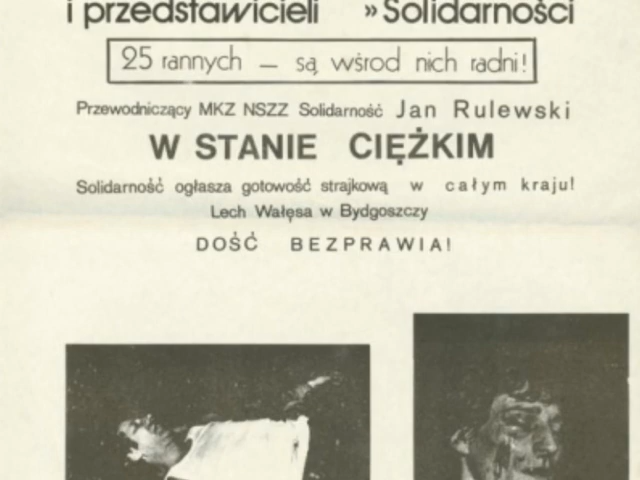 i przedstawicieli » Solidarności
25 rannych — są wśrod nich radni!
Przewodniczący MKZ NSZZ Solidarność Jan Rulewski
W STANIE CIĘŻKIM
Solidarność ogłasza gotowość strajkową w całym kraju!
Lech Wałęsa w Bydgoszczy
DOŚĆ BEZPRAWIA!